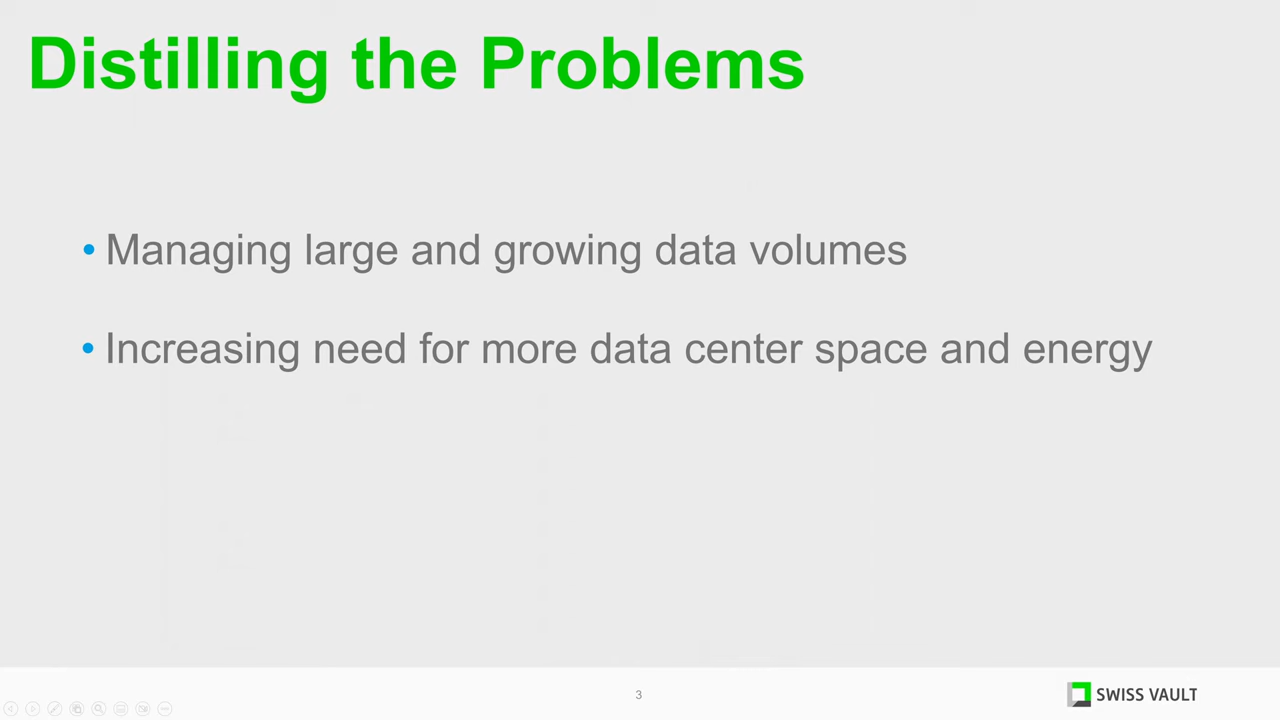 Distilling the Problems
• Managing large and growing data volumes
• Increasing need for more data center space and energy
3
SWISS VAULT